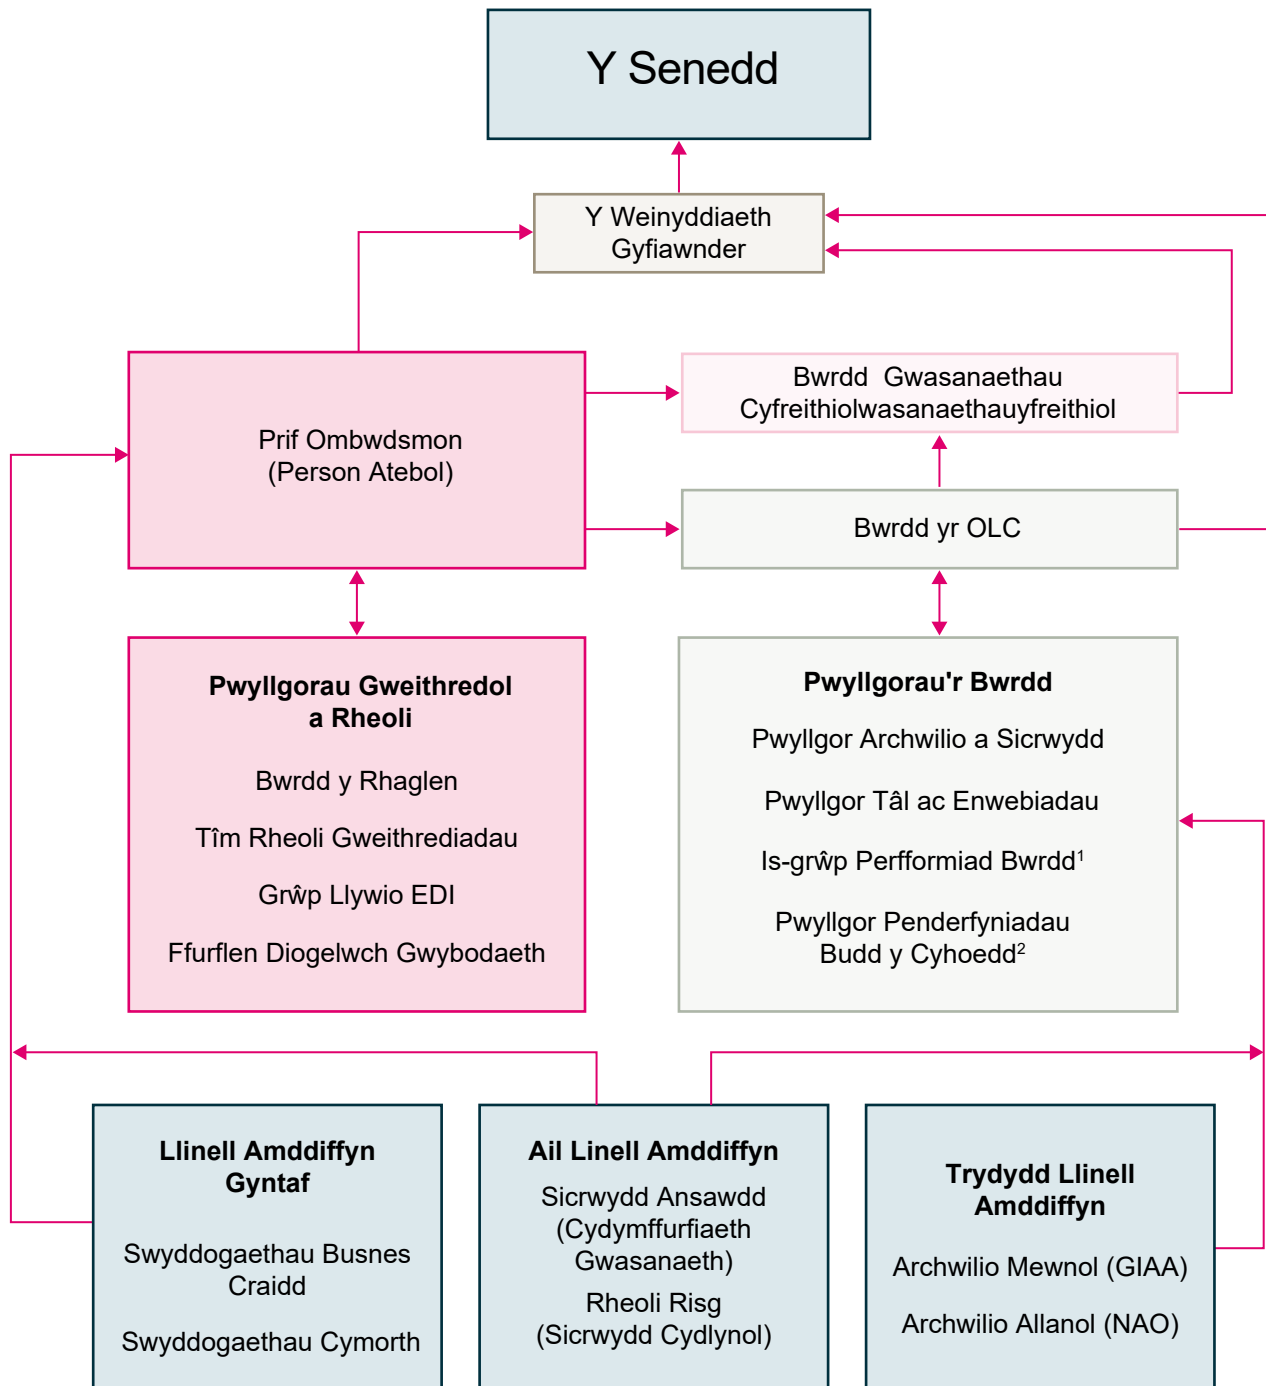 Y Senedd
Y Weinyddiaeth
Gyfiawnder
Prif Ombwdsmon
(Person Atebol)
Bwrdd  Gwasanaethau
Cyfreithiolwasanaethauyfreithiol
Bwrdd yr OLC
Pwyllgorau Gweithredol
a Rheoli
Bwrdd y Rhaglen
Tîm Rheoli Gweithrediadau
Grŵp Llywio EDI
Ffurflen Diogelwch Gwybodaeth
Pwyllgorau'r Bwrdd
Pwyllgor Archwilio a Sicrwydd
Pwyllgor Tâl ac Enwebiadau
Is-grŵp Perfformiad Bwrdd¹
Pwyllgor Penderfyniadau
Budd y Cyhoedd²
Llinell Amddiffyn
Gyntaf
Swyddogaethau Busnes
Craidd
Swyddogaethau Cymorth
Ail Linell Amddiffyn
Sicrwydd Ansawdd
(Cydymffurfiaeth
Gwasanaeth)
Rheoli Risg
(Sicrwydd Cydlynol)
Trydydd Llinell
Amddiffyn
Archwilio Mewnol (GIAA)
Archwilio Allanol (NAO)